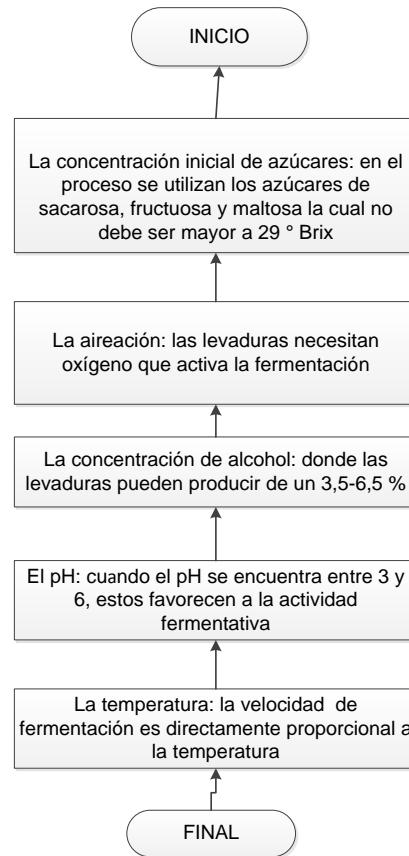 INICIO
La concentración inicial de azúcares: en el
proceso se utilizan los azúcares de
sacarosa, fructuosa y maltosa la cual no
debe ser mayor a 29 ° Brix
La aireación: las levaduras necesitan
oxígeno que activa la fermentación
La concentración de alcohol: donde las
levaduras pueden producir de un 3,5-6,5 %
El pH: cuando el pH se encuentra entre 3 y
6, estos favorecen a la actividad
fermentativa
La temperatura: la velocidad de
fermentación es directamente proporcional a
la temperatura
FINAL